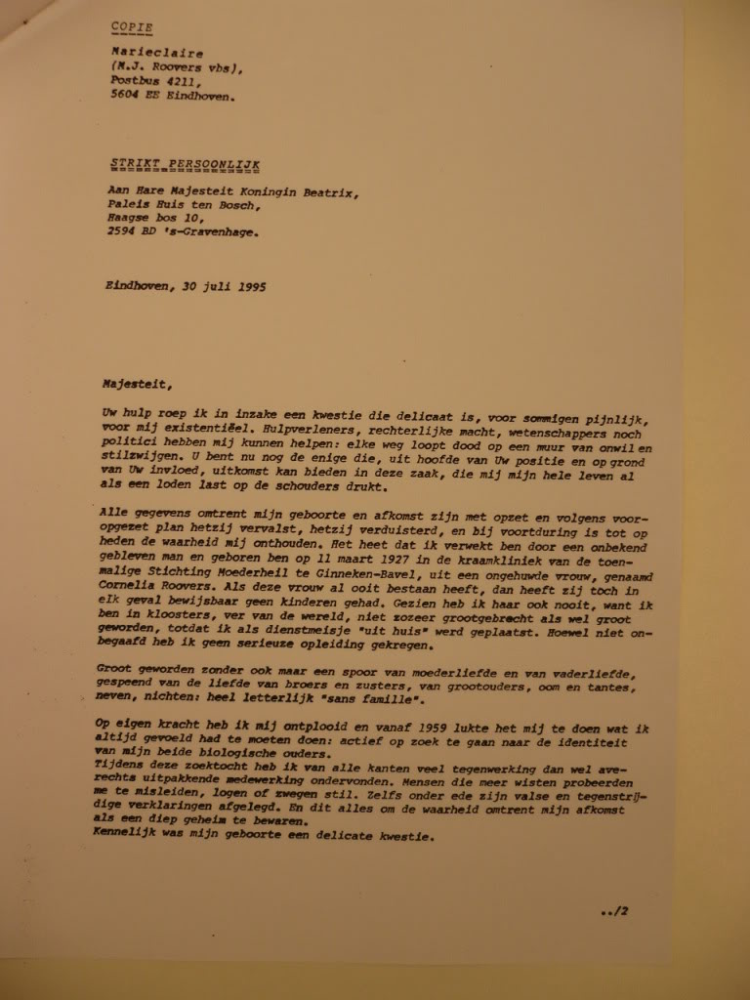 COPIE
Marieclaire
(M.J. Roovers vbs),
Postbus 4211,
5604 EE Eindhoven.
STRIKT PERSOONLIJK
Aan Hare Majesteit Koningin Beatrix,
Paleis Huis ten Bosch,
Haagse bos 10,
2594 BD 's-Gravenhage.
Eindhoven, 30 juli 1995
Majesteit,
Uw hulp roep ik in inzake een kwestie die delicaat is, voor sommigen pijnlijk,
voor mij existentiëel. Hulpverleners, rechterlijke macht, wetenschappers noch
politici hebben mij kunnen helpen: elke weg loopt dood op een muur van onwil en
stilzwijgen. U bent nu nog de enige die, uit hoofde van Uw positie en op grond
van Uw invloed, uitkomst kan bieden in deze zaak, die mij mijn hele leven al
als een loden last op de schouders drukt.
Alle gegevens omtrent mijn geboorte en afkomst zijn met opzet en volgens voor-
opgezet plan hetzij vervalst, hetzij verduisterd, en bij voortduring is tot op
heden de waarheid mij onthouden. Het heet dat ik verwekt ben door een onbekend
gebleven man en geboren ben op 11 maart 1927 in de kraamkliniek van de toen-
malige Stichting Moederheil te Ginneken-Bavel, uit een ongehuwde vrouw, genaamd
Cornelia Roovers. Als deze vrouw al ooit bestaan heeft, dan heeft zij toch in
elk geval bewijsbaar geen kinderen gehad. Gezien heb ik haar ook nooit, want ik
ben in kloosters, ver van de wereld, niet zozeer grootgebracht als wel groot
geworden, totdat ik als dienstmeisje "uit huis" werd geplaatst. Hoewel niet on-
begaafd heb ik geen serieuze opleiding gekregen.
Groot geworden zonder ook maar een spoor van moederliefde en van vaderliefde,
gespeend van de liefde van broers en zusters, van grootouders, oom en tantes,
neven, nichten: heel letterlijk "sans famille".
Op eigen kracht heb ik mij ontplooid en vanaf 1959 lukte het mij te doen wat ik
altijd gevoeld had te moeten doen: actief op zoek te gaan naar de identiteit
van mijn beide biologische ouders.
Tijdens deze zoektocht heb ik van alle kanten veel tegenwerking dan wel ave-
rechts uitpakkende medewerking ondervonden. Mensen die meer wisten probeerden
me te misleiden, logen of zwegen stil. Zelfs onder ede zijn valse en tegenstrij-
dige verklaringen afgelegd. En dit alles om de waarheid omtrent mijn afkomst
als een diep geheim te bewaren.
Kennelijk was mijn geboorte een delicate kwestie.
../2